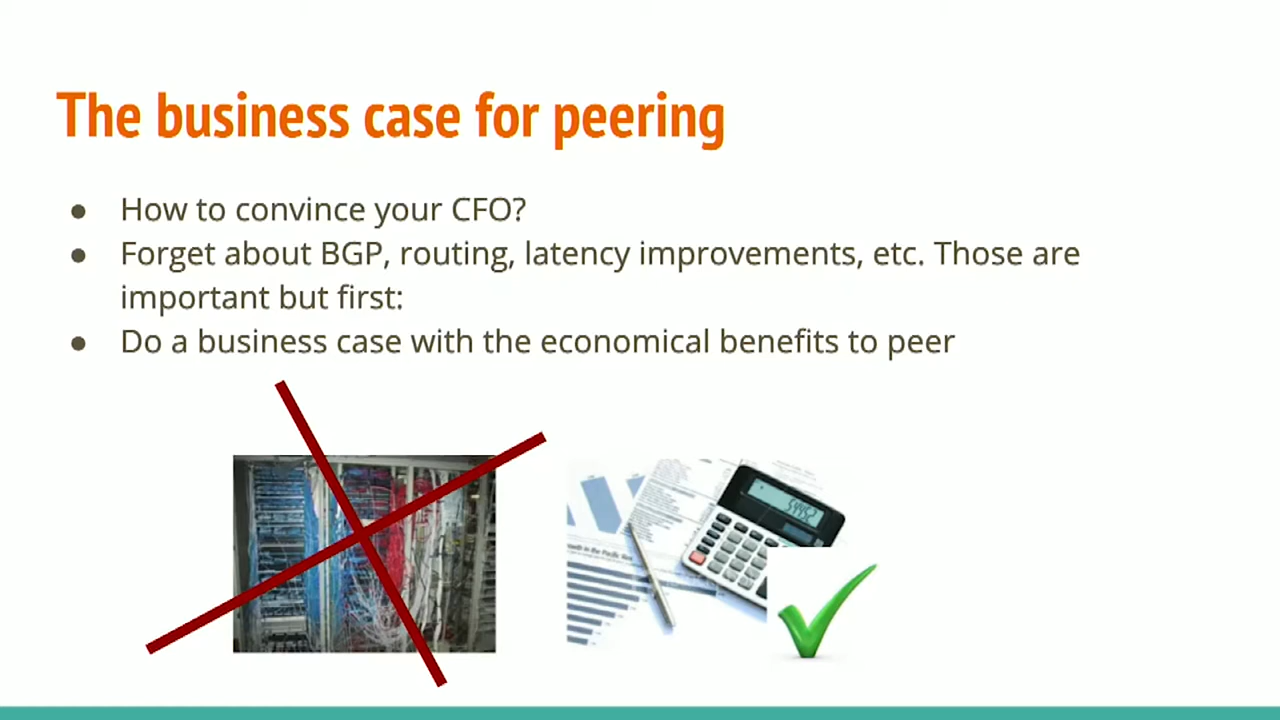 The business case for peering
● How to convince your CFO?
● Forget about BGP, routing, latency improvements, etc. Those are
important but first:
● Do a business case with the economical benefits to peer